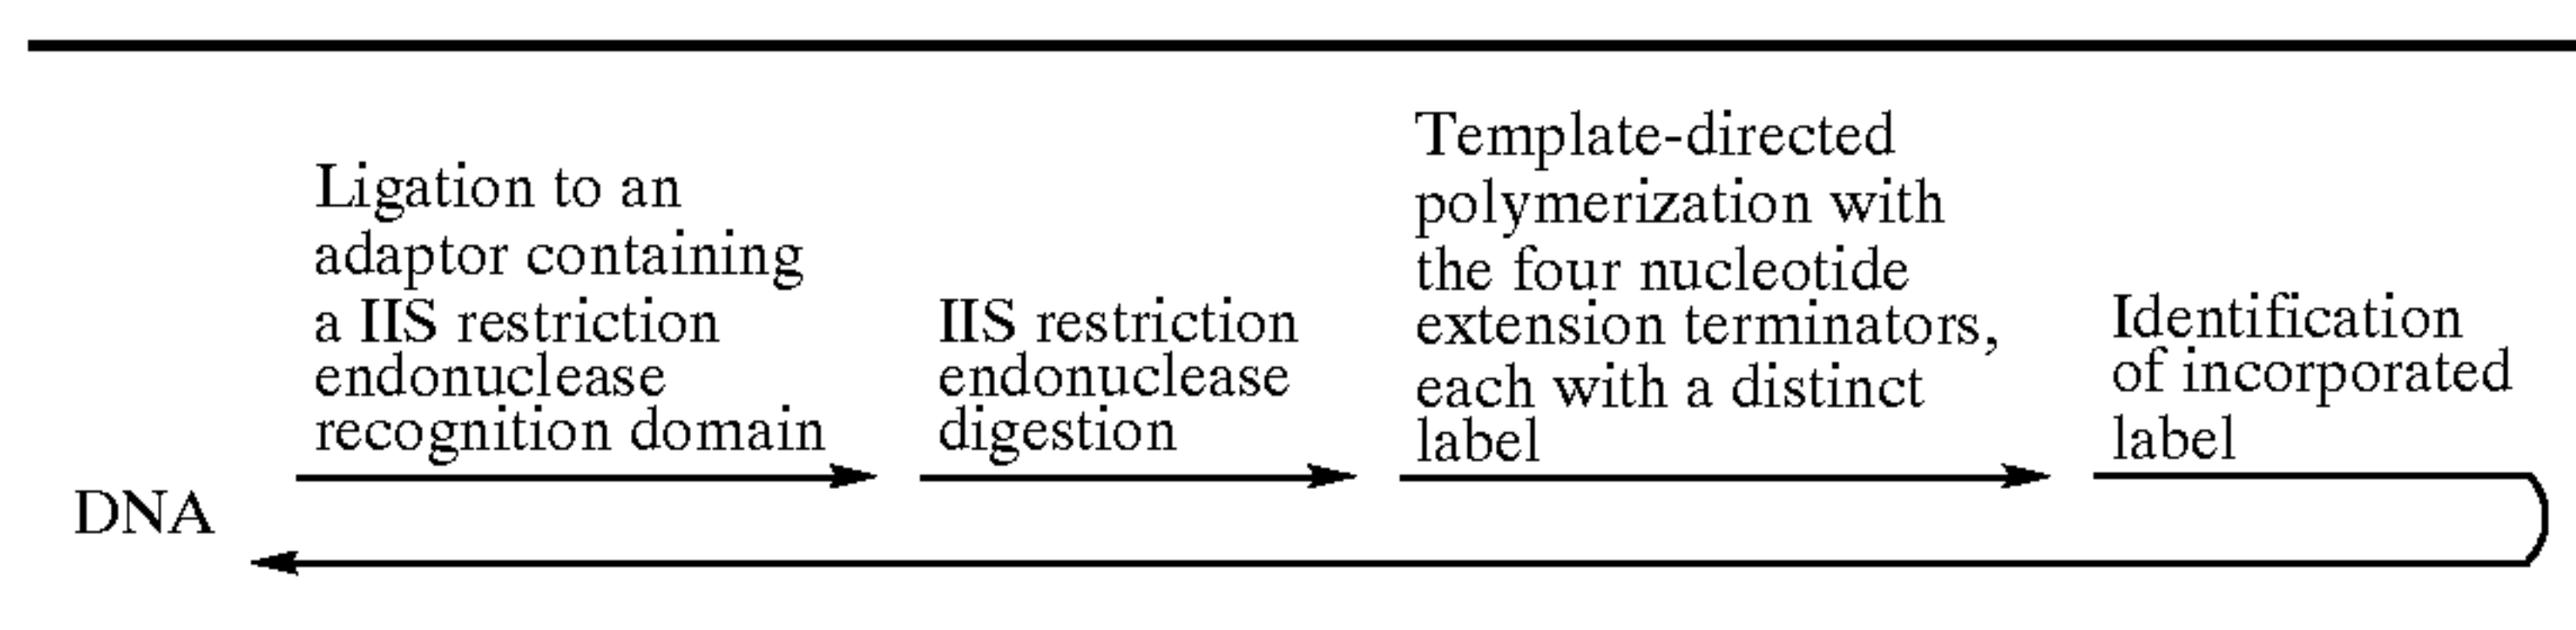 DNA
Ligation to an
adaptor containing
a IIS restriction
endonuclease
recognition domain
IIS restriction
endonuclease
digestion
Template-directed
polymerization with
the four nucleotide
extension terminators,
each with a distinct
label
Identification
of incorporated
label